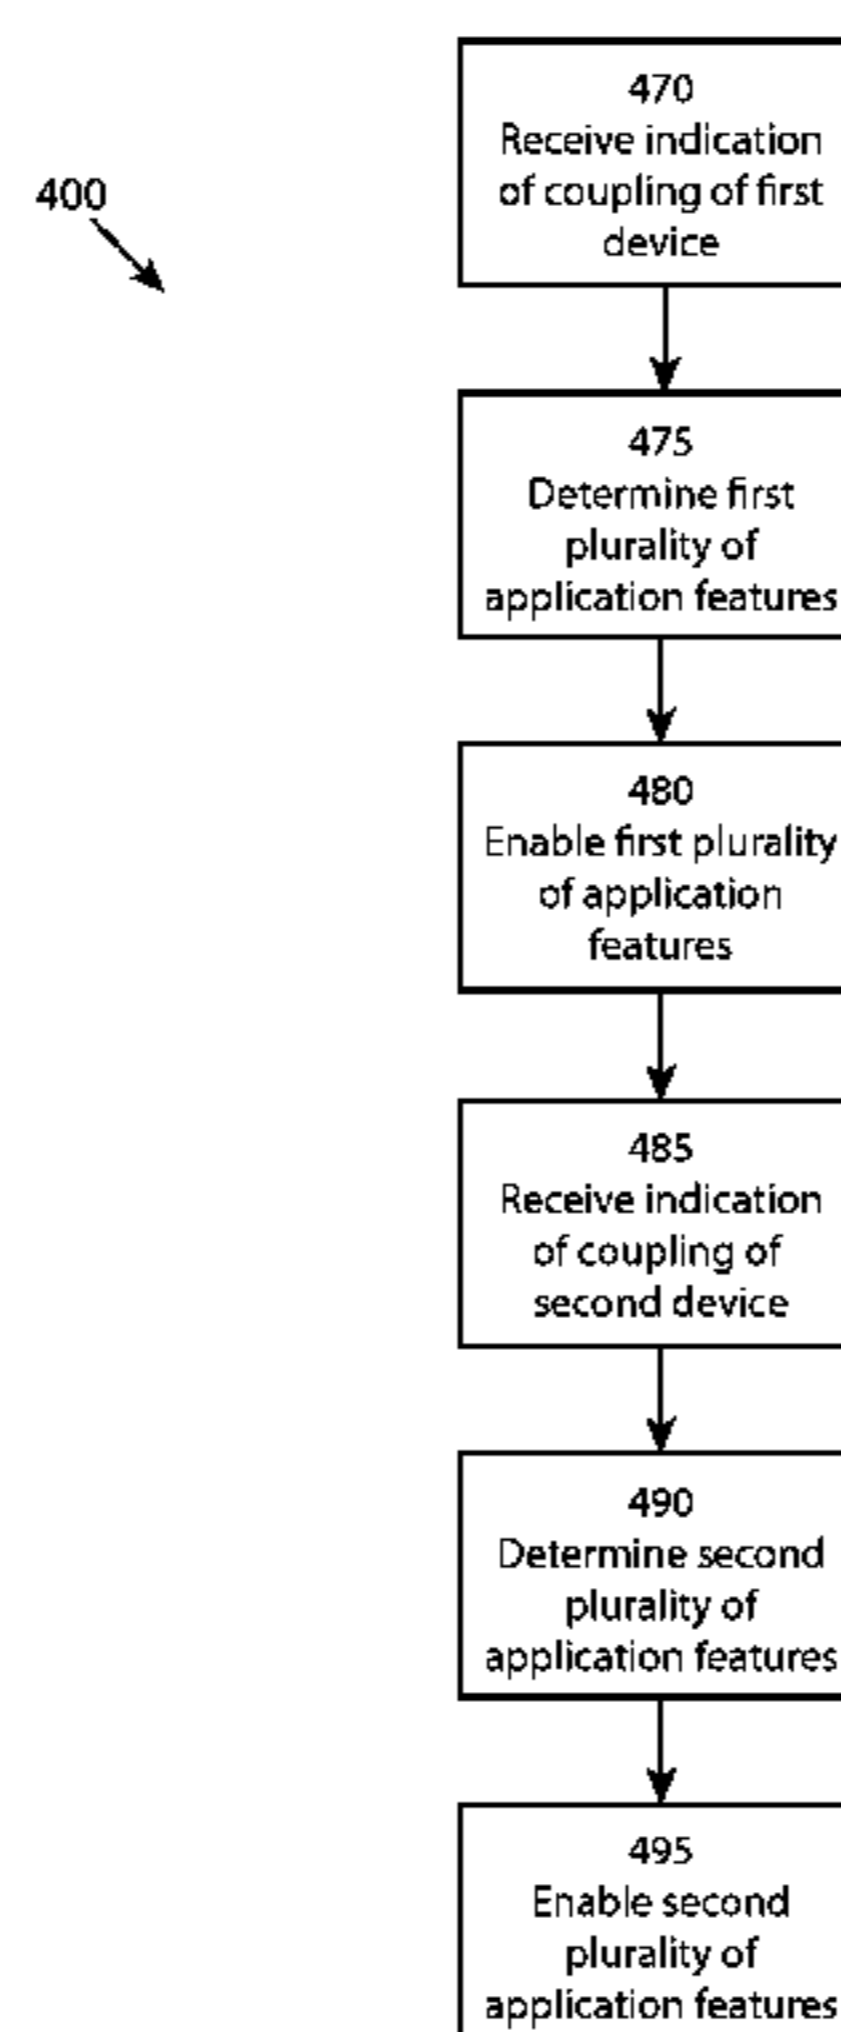 400
470
Receive indication
of coupling of first
device
475
Determine first
plurality of
application features
480
Enable first plurality
of application
features
485
Receive indication
of coupling of
second device
490
Determine second
plurality of
application features
495
Enable second
plurality of
application features